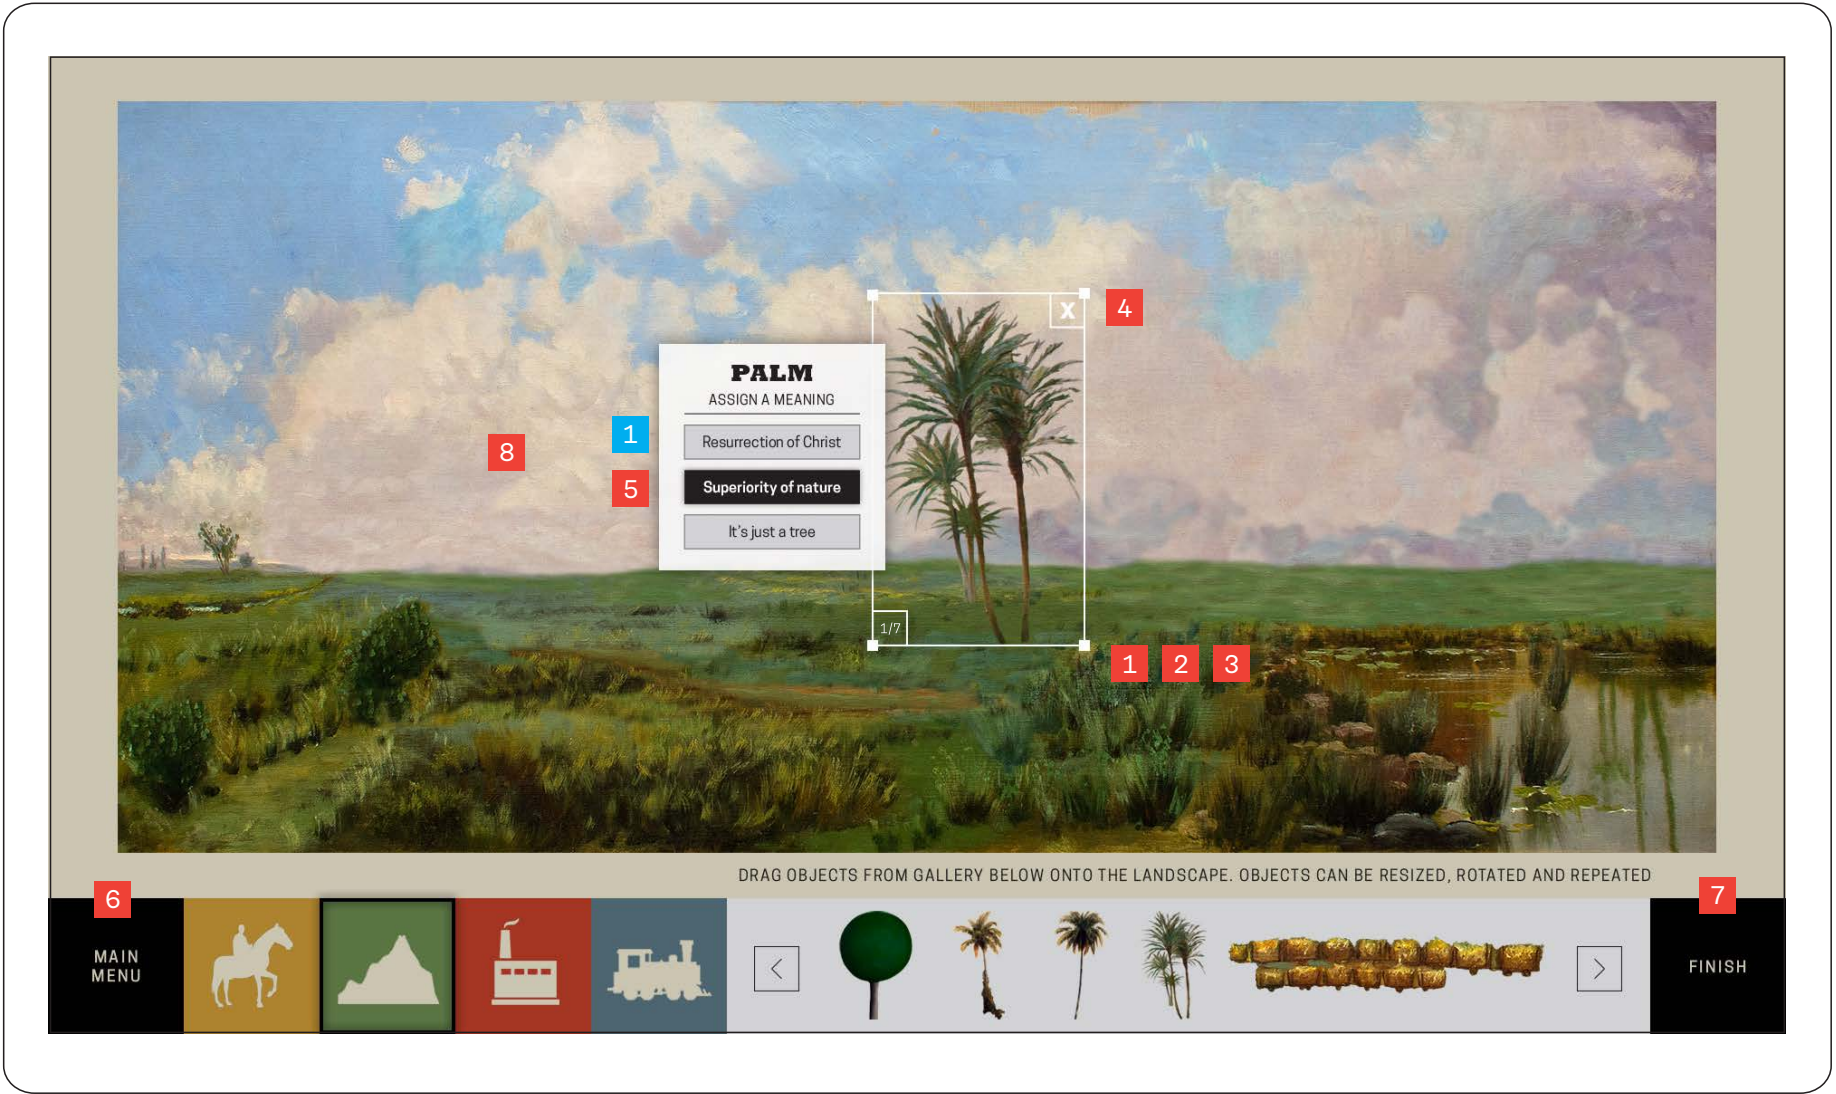 X
4
PALM
ASSIGN A MEANING
1
Resurrection of Christ
8
5
Superiority of nature
It's just a tree
1/7
1 2 3
DRAG OBJECTS FROM GALLERY BELOW ONTO THE LANDSCAPE. OBJECTS CAN BE RESIZED, ROTATED AND REPEATED
6
7
MAIN
MENU
<
>
FINISH